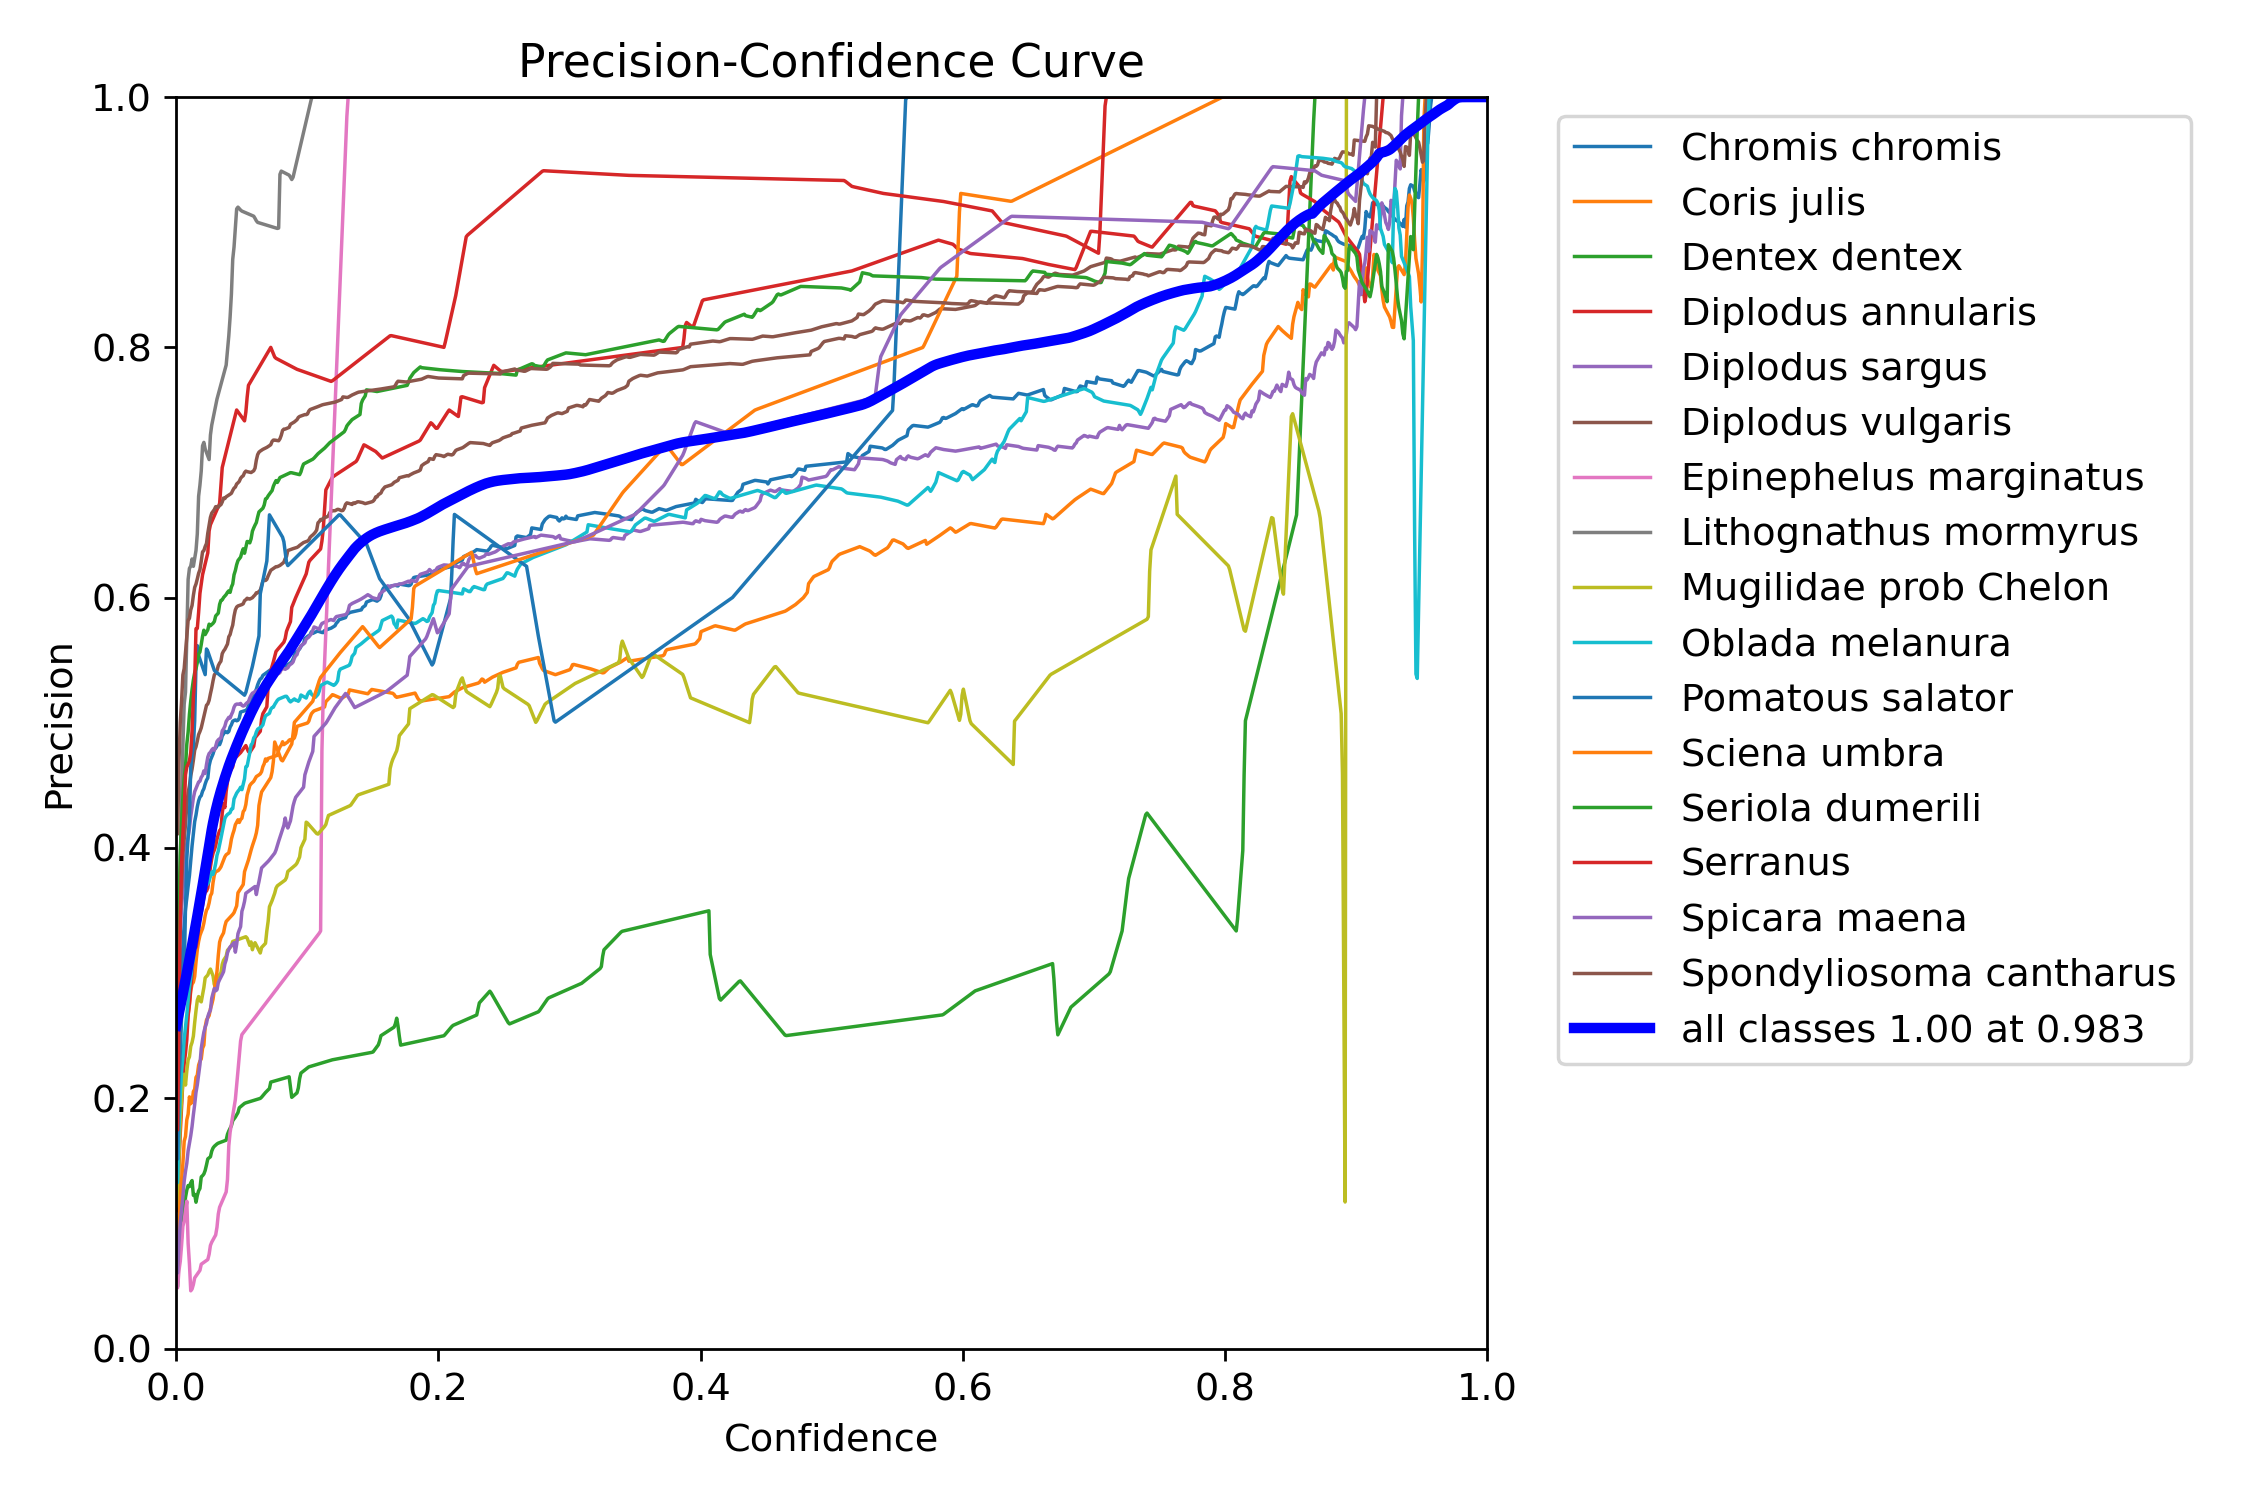 Precision-Confidence Curve
1.0
0.8
0.6
0.4
0.2
0.0
Precision
0.0 0.2 0.4 0.6 0.8 1.0
Confidence
Chromis chromis
Coris julis
Dentex dentex
Diplodus annularis
Diplodus sargus
Diplodus vulgaris
Epinephelus marginatus
Lithognathus mormyrus
Mugilidae prob Chelon
Oblada melanura
Pomatous salator
Sciena umbra
Seriola dumerili
Serranus
Spicara maena
Spondyliosoma cantharus
all classes 1.00 at 0.983